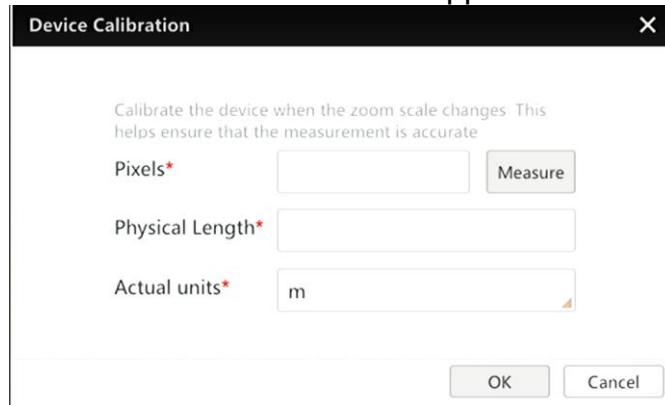 Device Calibration
Calibrate the device when the zoom scale changes This
helps ensure that the measurement is accurate
Pixels*
Measure
Physical Length*
Actual units*
m
OK
Cancel